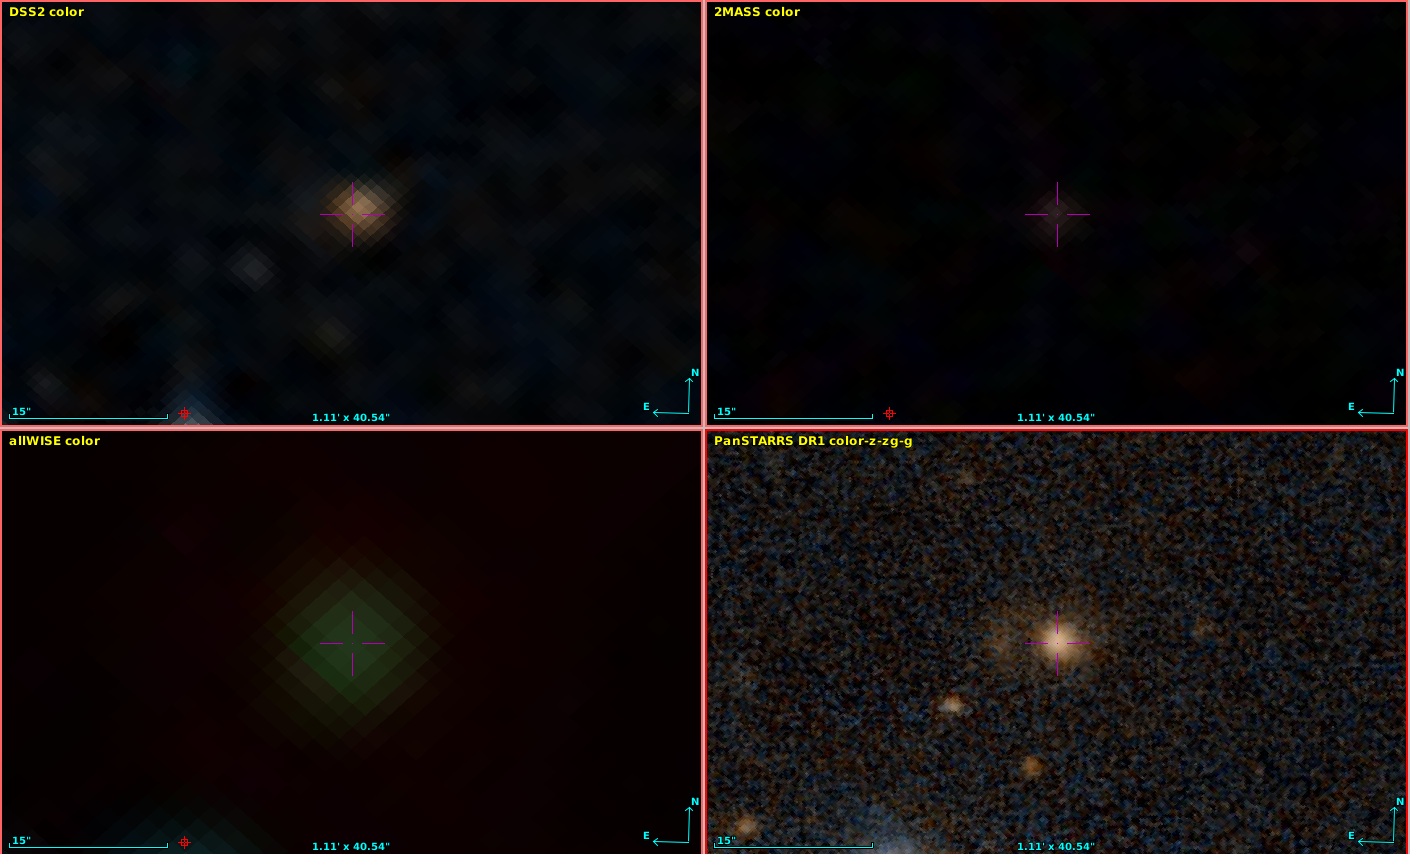 DSS2 color
2MASS color
N
E
15"
1.11' x 40.54"
N
E
15"
1.11' x 40.54"
allWISE color
PanSTARRS DR1 color-z-zg-g
N
E
15"
1.11' x 40.54"
N
E
15"
1.11' x 40.54"